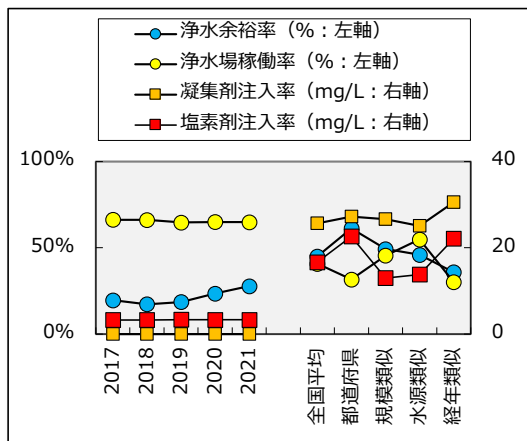 浄水余裕率（%：左軸）
浄水場稼働率（%：左軸）
凝集剤注入率（mg/L：右軸）
塩素剤注入率（mg/L：右軸）
100%
50%
0%
40
20
0
2017
2018
2019
2020
2021
全国平均
都道府県
規模類似
水源類似
経年類似